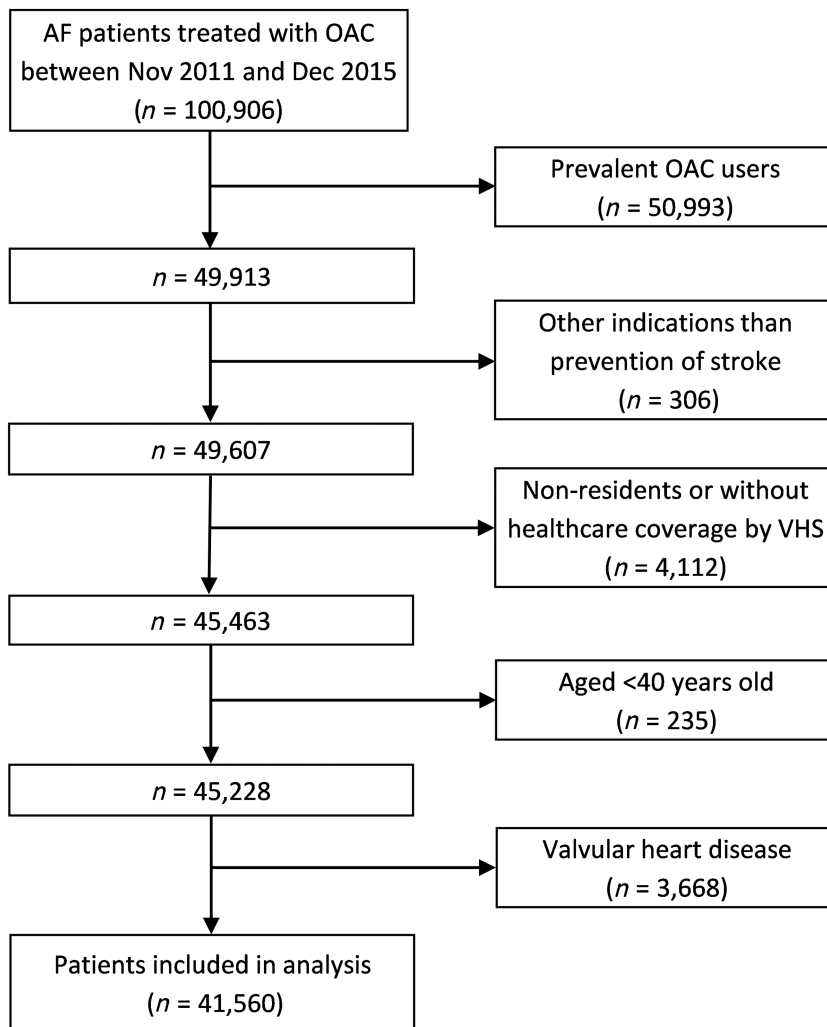 AF patients treated with OAC
between Nov 2011 and Dec 2015
(n = 100,906)
Prevalent OAC users
(n = 50,993)
n = 49,913
Other indications than
prevention of stroke
(n = 306)
n = 49,607
Non-residents or without
healthcare coverage by VHS
(n = 4,112)
n = 45,463
Aged <40 years old
(n = 235)
n = 45,228
Valvular heart disease
(n = 3,668)
Patients included in analysis
(n = 41,560)